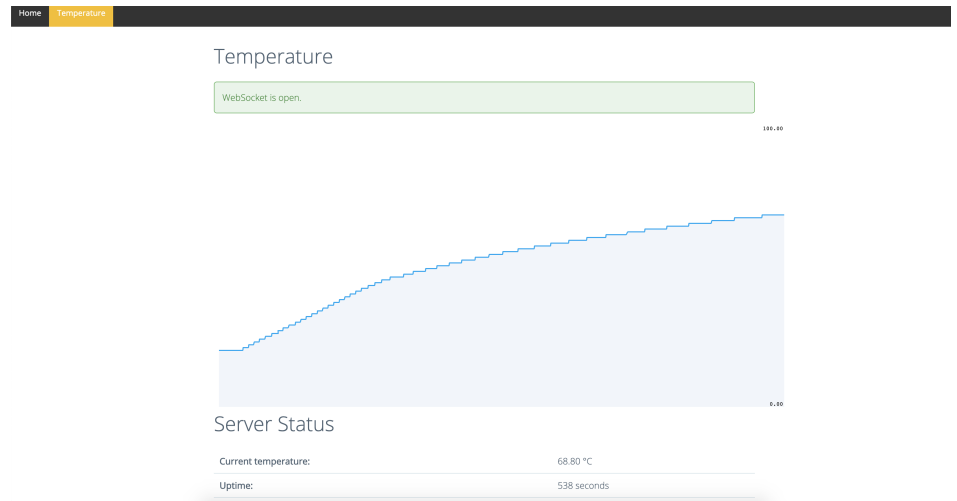 Home Temperature
Temperature
WebSocket is open.
100.00
0.00
Server Status
Current temperature: 68.80 °C
Uptime: 538 seconds